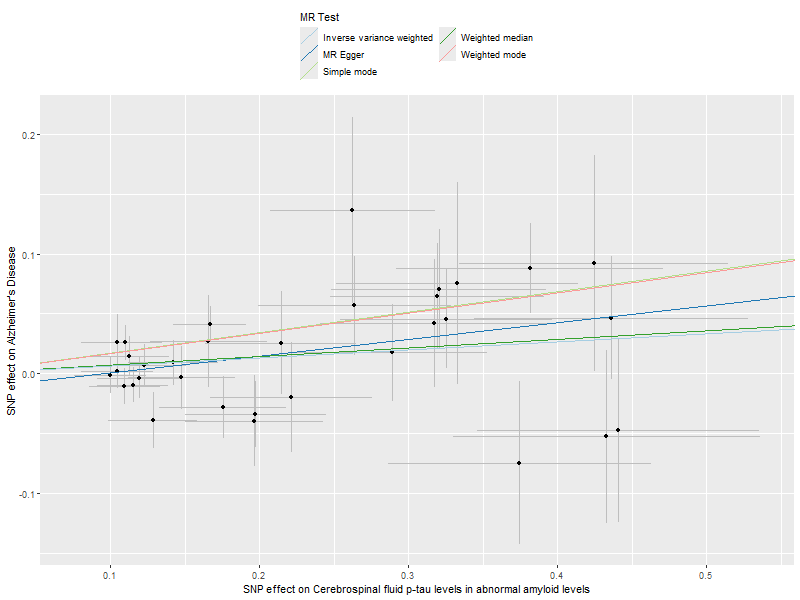 MR Test
Inverse variance weighted
Weighted median
MR Egger
Weighted mode
Simple mode
0.2
0.1
0.0
-0.1
SNP effect on Alzheimer's Disease
0.1
0.2
0.3
0.4
0.5
SNP effect on Cerebrospinal fluid p-tau levels in abnormal amyloid levels